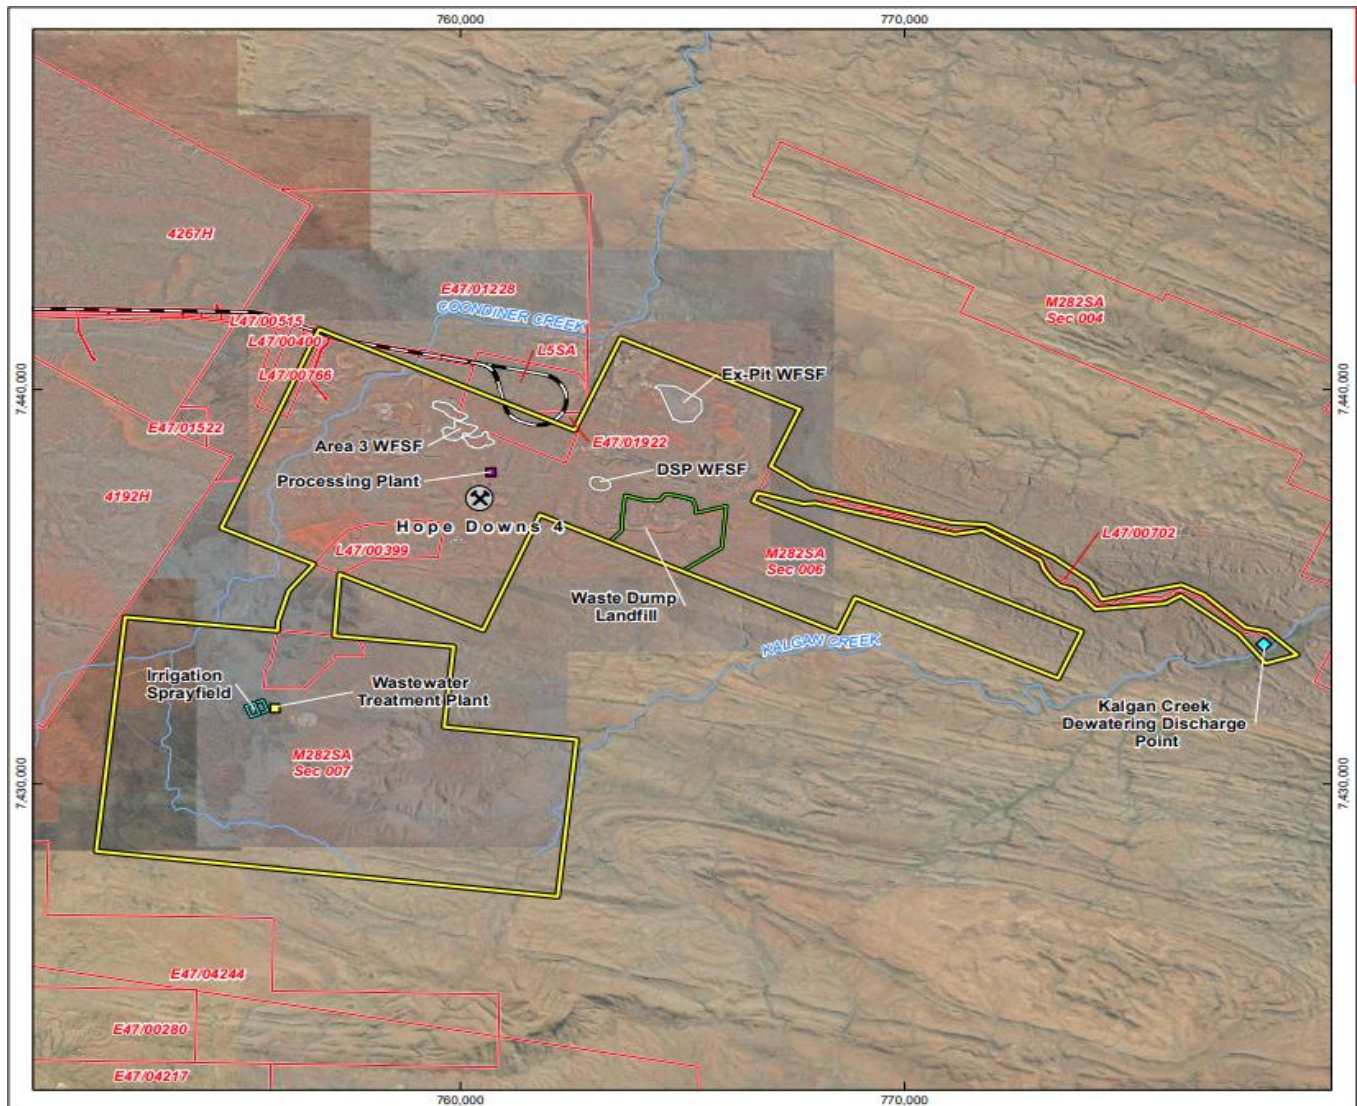 760,000
770,000
4267H
E47/01228
COONDINER CREEK
M282SA
Sec 004
L47/00515
L47/00400
L5SA
L47/00766
Ex-Pit WFSF
7,440,000
7,440,000
E47/01522
Area 3 WFSF
E47/01922
DSP WFSF
Processing Plant
4192H
Hope Downs 4
L47/00399
L47/00702
M282SA
Sec 006
Waste Dump
Landfill
KALGAN CREEK
Irrigation
Sprayfield
Wastewater
Treatment Plant
Kalgan Creek
Dewatering Discharge
Point
M282SA
Sec 007
7,430,000
7,430,000
E47/04244
E47/00280
E47/04217
760,000
770,000